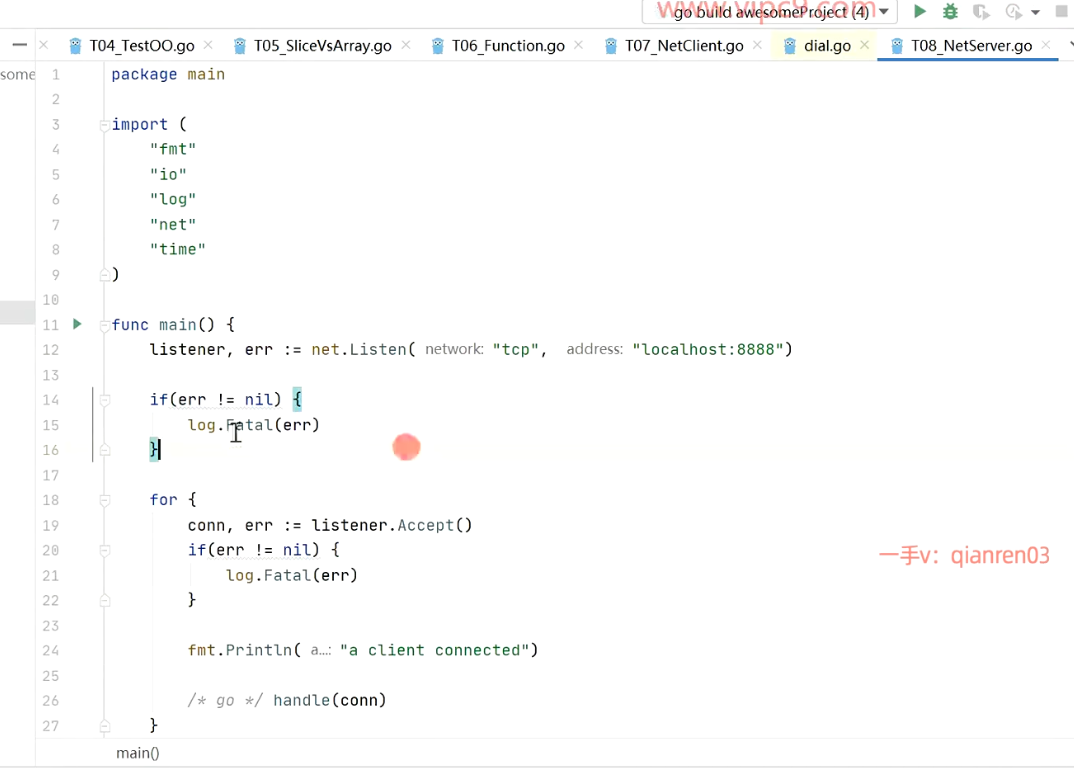 www.vipc9.com
go build awesomeProject (4)
T04_TestOO.go T05_SliceVsArray.go T06_Function.go T07_NetClient.go dial.go T08_NetServer.go
some 1 package main
2
3 import (
4 "fmt"
5 "io"
6 "log"
7 "net"
8 "time"
9 )
10
11 func main() {
12 listener, err := net.Listen( network: "tcp", address: "localhost:8888")
13
14 if(err != nil) {
15 log.Fatal(err)
16 }
17
18 for {
19 conn, err := listener.Accept()
20 if(err != nil) {
一手v：qianren03
21 log.Fatal(err)
22 }
23
24 fmt.Println( a...: "a client connected")
25
26 /* go */ handle(conn)
27 }
main()